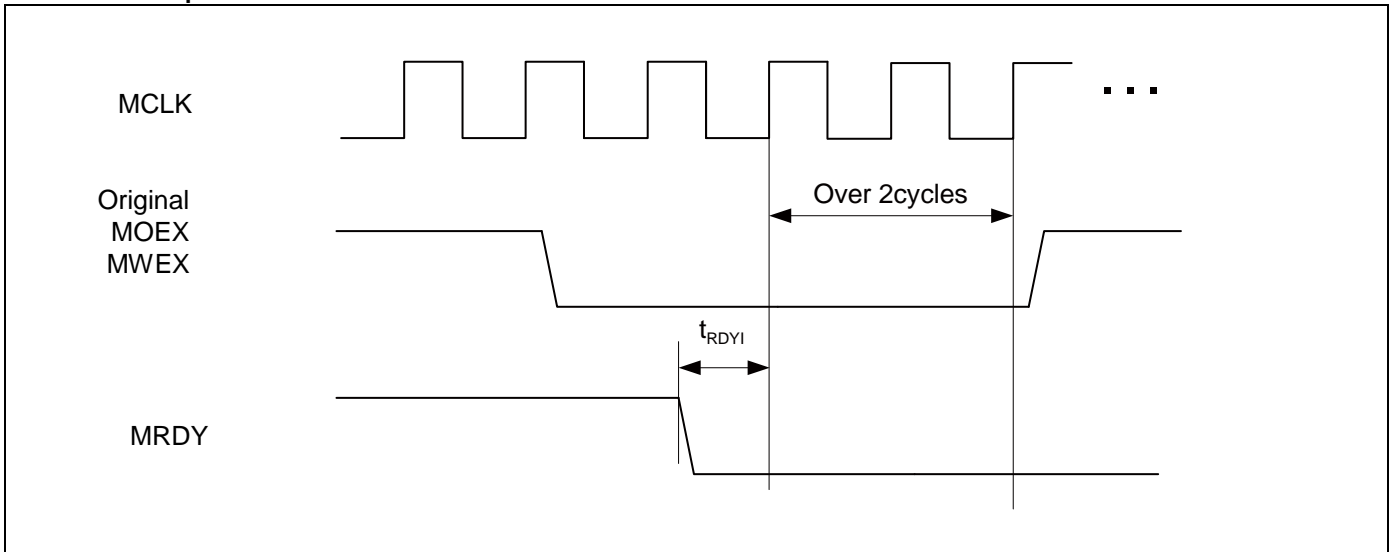 MCLK
. . .
Original
MOEX
MWEX
Over 2cycles
tRDYI
MRDY